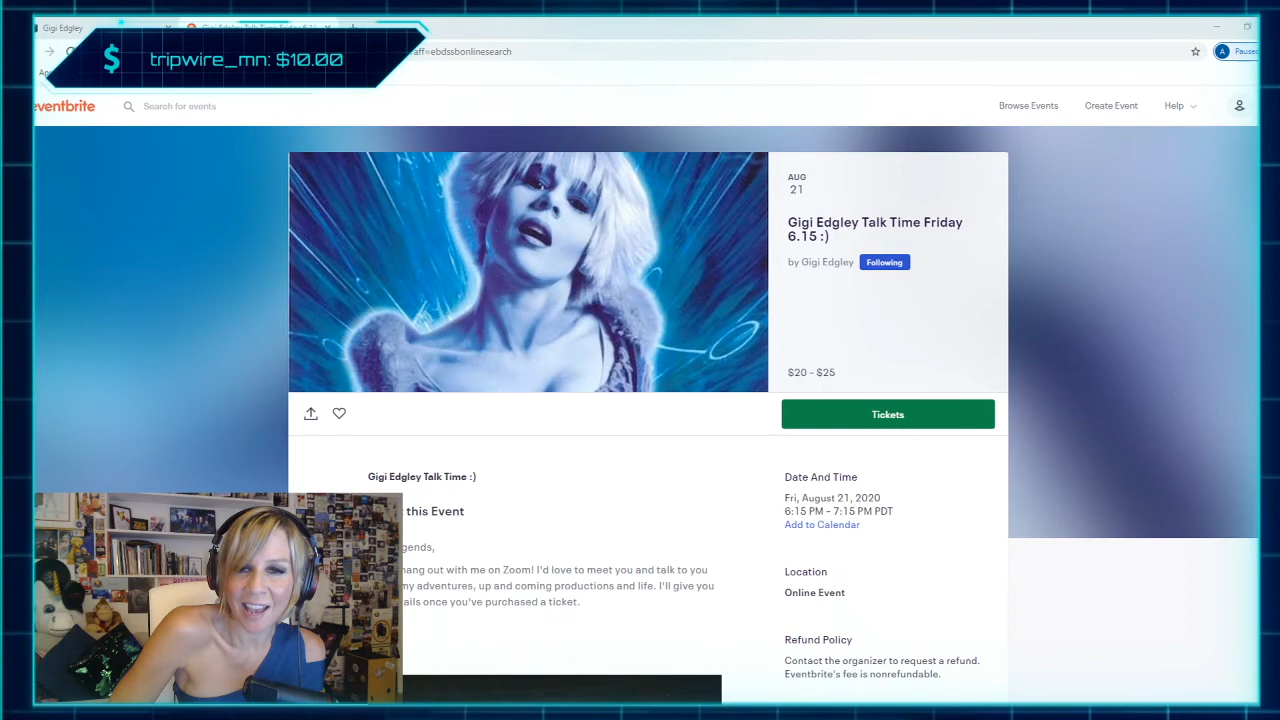 Gigi Edgley
tripwire_mn: $10.00
aff=ebdssbonlinesearch
A
Paused
eventbrite
Search for events
Browse Events
Create Event
Help
AUG
21
Gigi Edgley Talk Time Friday
6.15 :)
by Gigi Edgley
Following
$20 – $25
Tickets
Gigi Edgley Talk Time :)
this Event
gends,
hang out with me on Zoom! I'd love to meet you and talk to you
my adventures, up and coming productions and life. I'll give you
ails once you've purchased a ticket.
Date And Time
Fri, August 21, 2020
6:15 PM – 7:15 PM PDT
Add to Calendar
Location
Online Event
Refund Policy
Contact the organizer to request a refund.
Eventbrite's fee is nonrefundable.